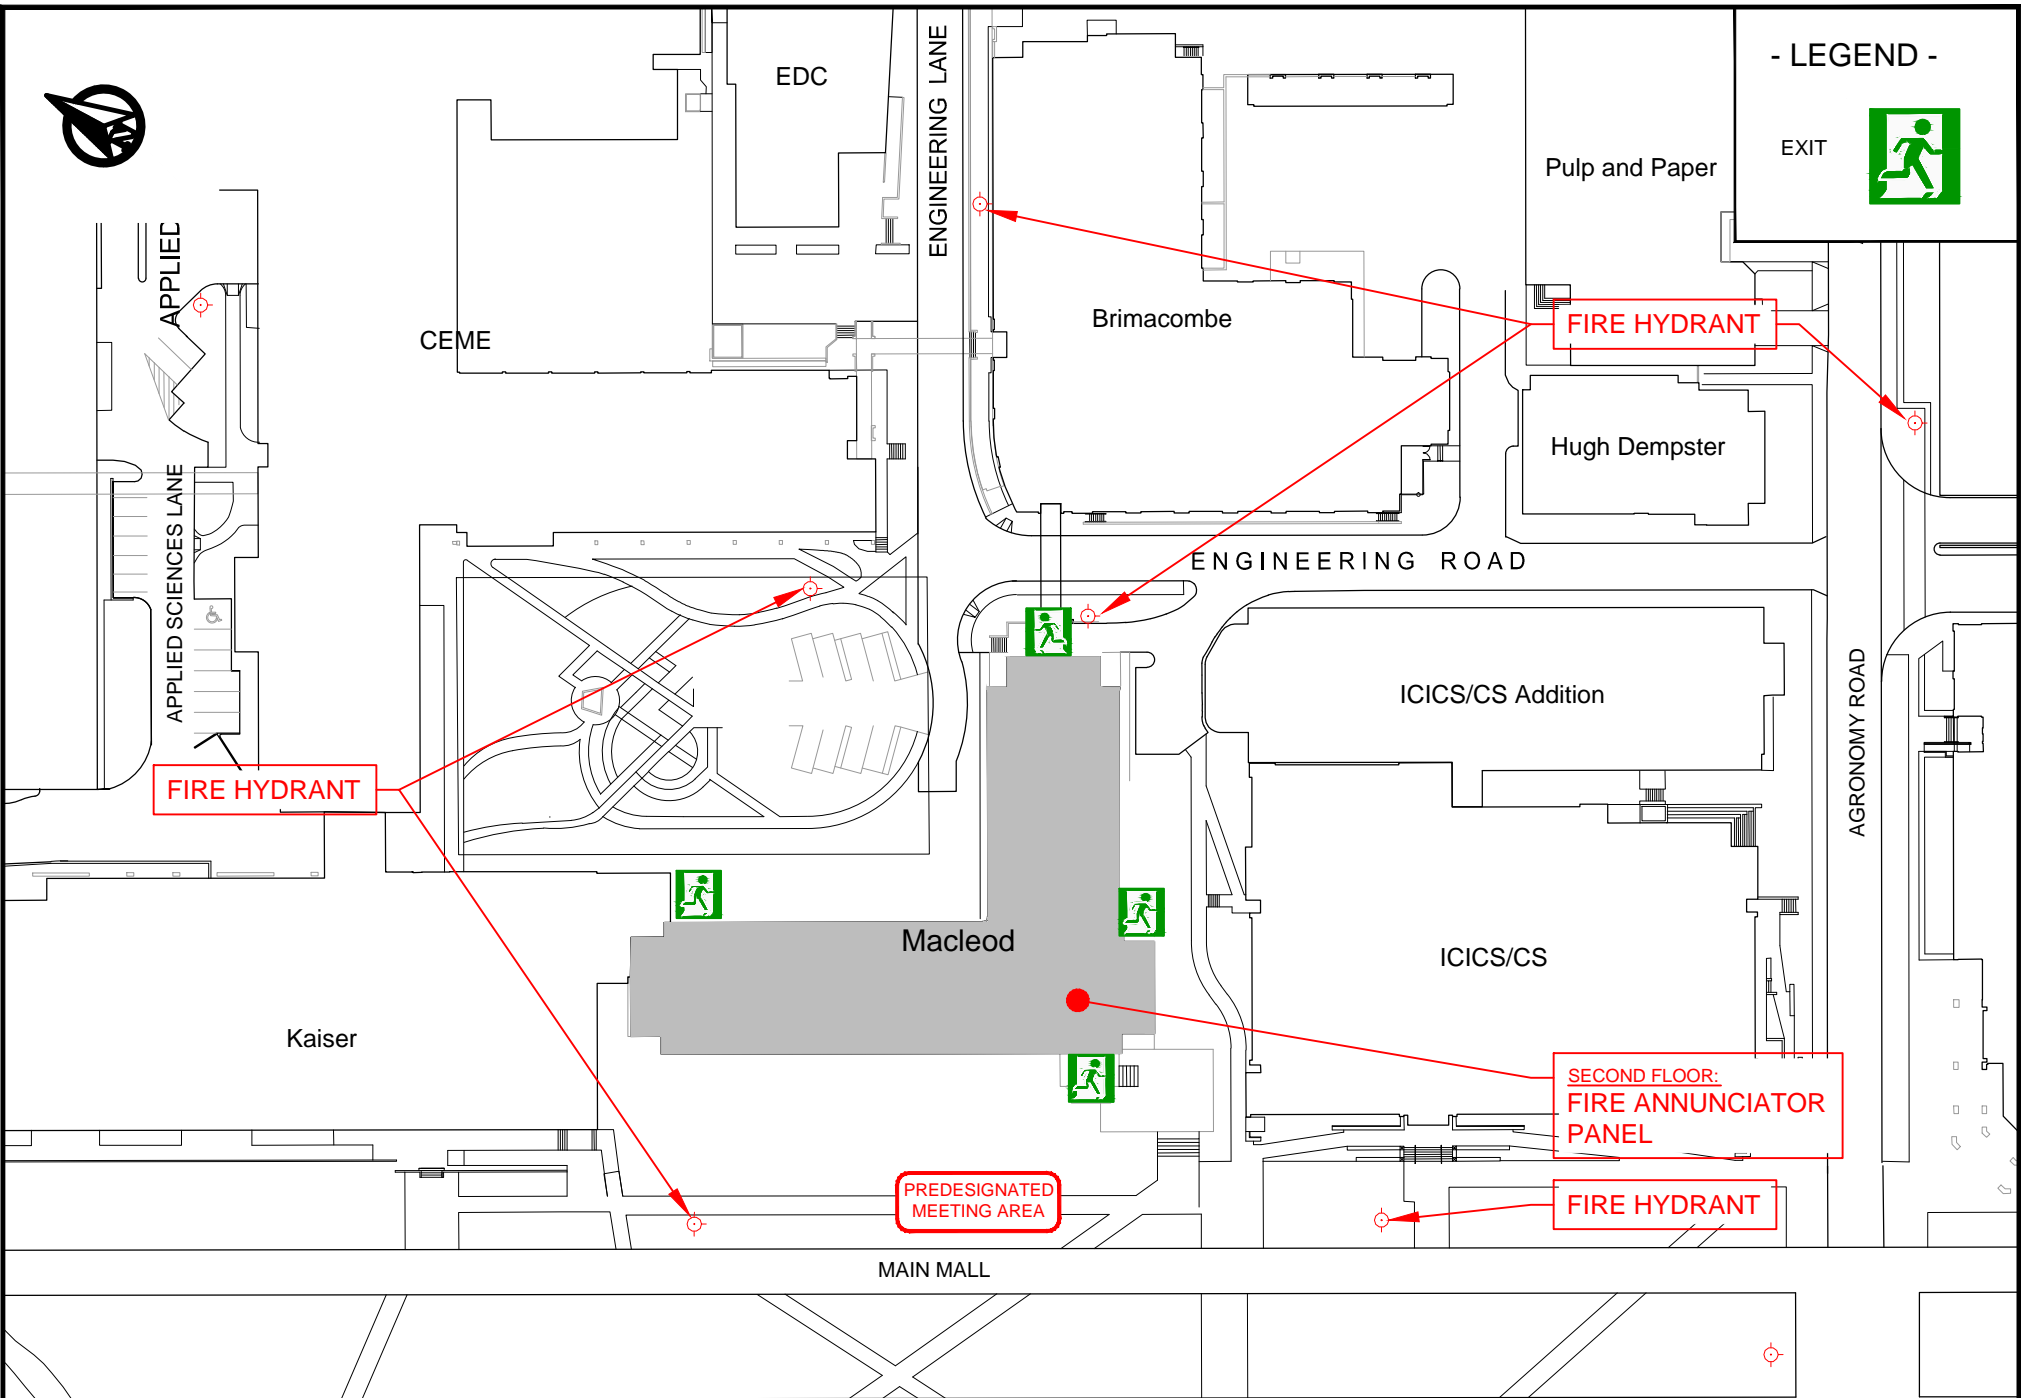 - LEGEND -
EXIT
EDC
ENGINEERING LANE
Pulp and Paper
APPLIED
CEME
Brimacombe
FIRE HYDRANT
Hugh Dempster
APPLIED SCIENCES LANE
ENGINEERING ROAD
ICICS/CS Addition
AGRONOMY ROAD
FIRE HYDRANT
Macleod
ICICS/CS
Kaiser
SECOND FLOOR:
FIRE ANNUNCIATOR
PANEL
PREDESIGNATED
MEETING AREA
FIRE HYDRANT
MAIN MALL